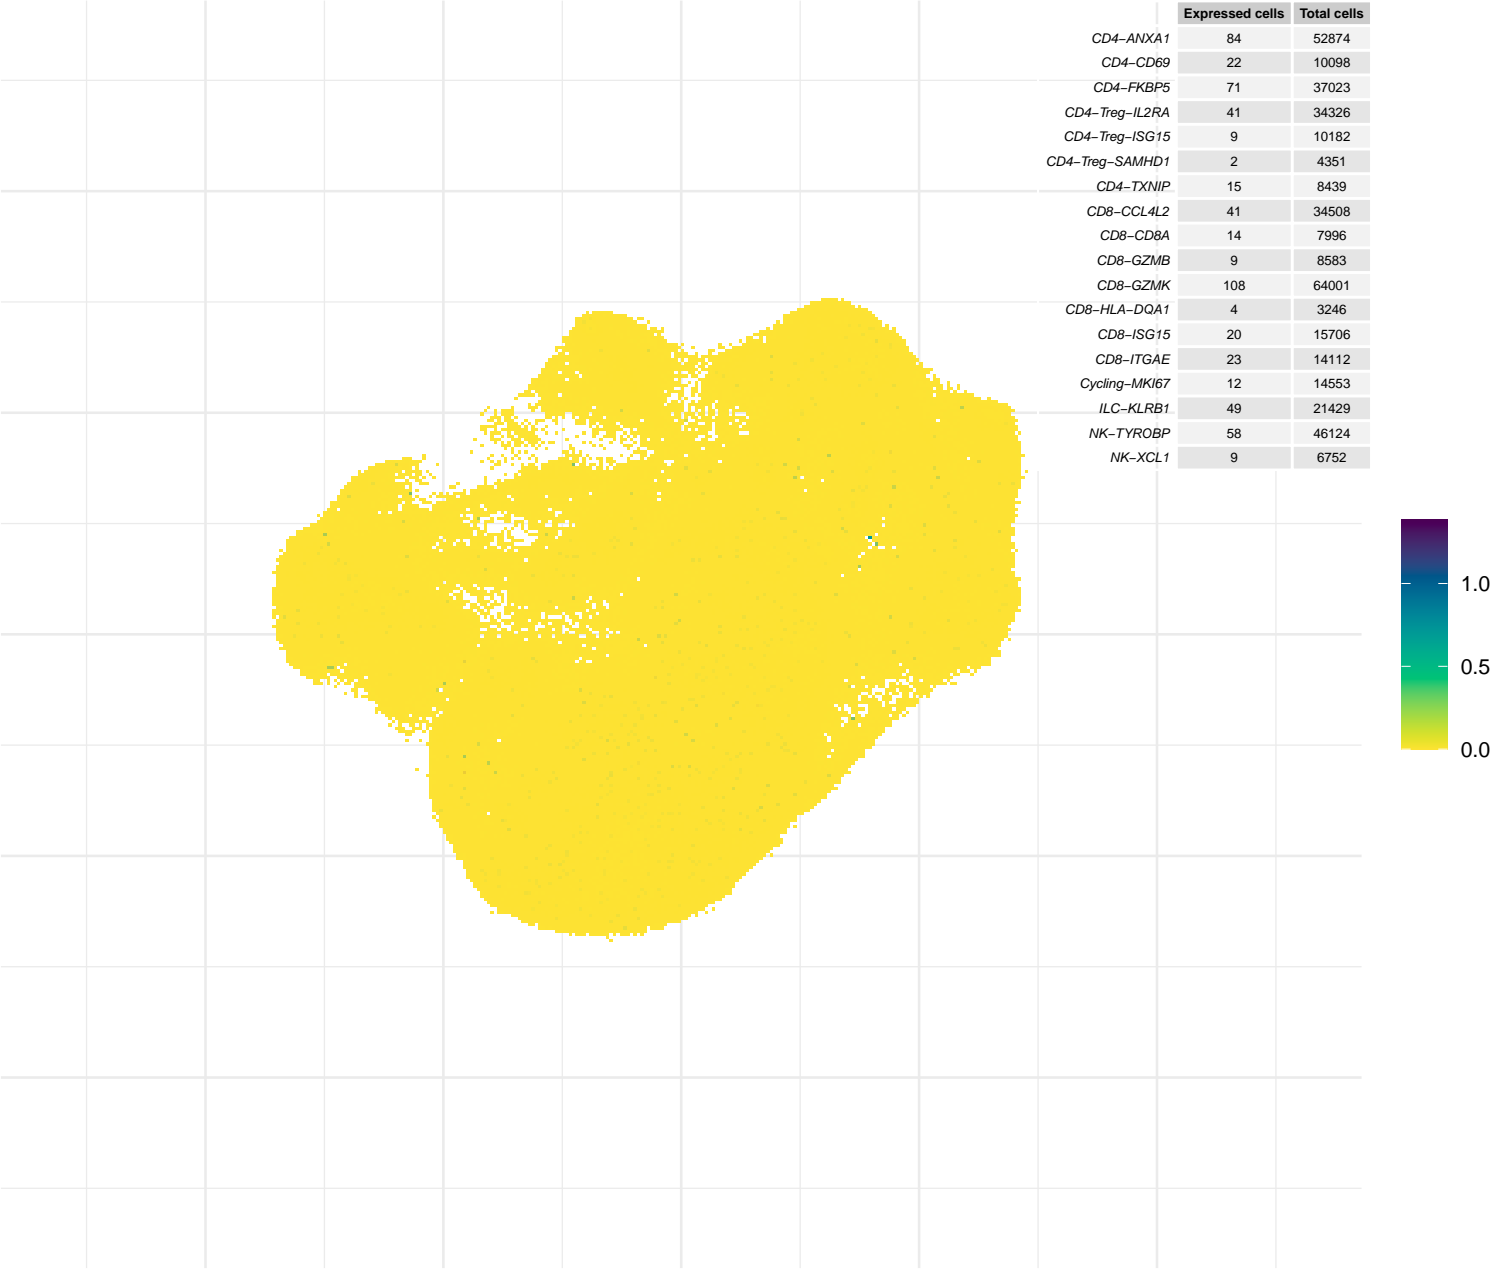 Expressed cells Total cells
CD4−ANXA1 84 52874
CD4−CD69 22 10098
CD4−FKBP5 71 37023
CD4−Treg−IL2RA 41 34326
CD4−Treg−ISG15 9 10182
CD4−Treg−SAMHD1 2 4351
CD4−TXNIP 15 8439
CD8−CCL4L2 41 34508
CD8−CD8A 14 7996
CD8−GZMB 9 8583
CD8−GZMK 108 64001
CD8−HLA−DQA1 4 3246
CD8−ISG15 20 15706
CD8−ITGAE 23 14112
Cycling−MKI67 12 14553
ILC−KLRB1 49 21429
NK−TYROBP 58 46124
NK−XCL1 9 6752
1.0
0.5
0.0